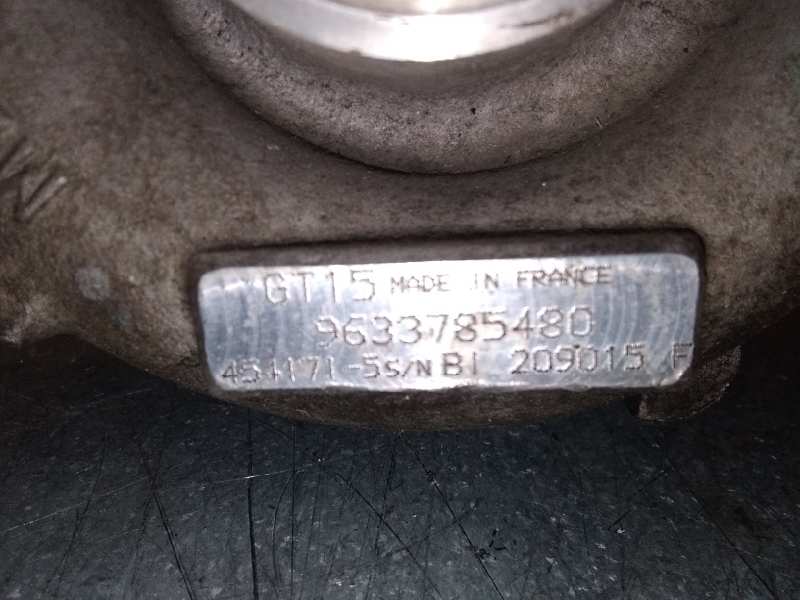 GT15 MADE IN FRANCE
9633785480
454171-5 S/N BI 209015 F